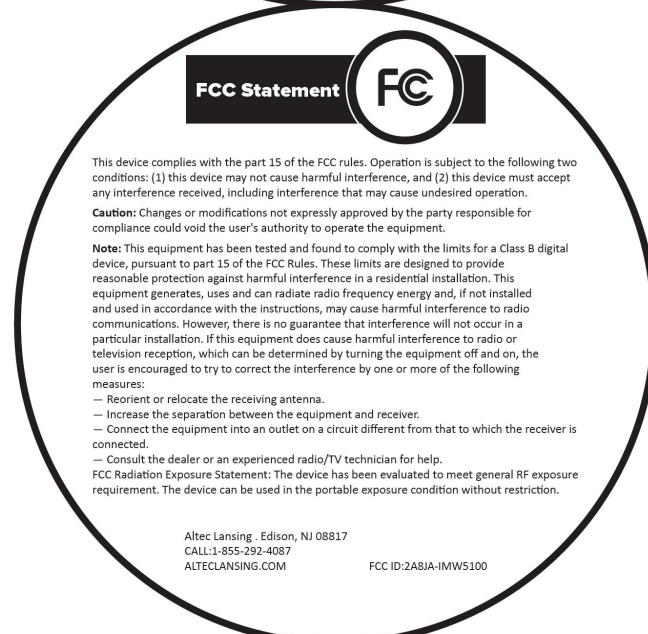 FCC Statement
FC
This device complies with the part 15 of the FCC rules. Operation is subject to the following two
conditions: (1) this device may not cause harmful interference, and (2) this device must accept
any interference received, including interference that may cause undesired operation.
Caution: Changes or modifications not expressly approved by the party responsible for
compliance could void the user's authority to operate the equipment.
Note: This equipment has been tested and found to comply with the limits for a Class B digital
device, pursuant to part 15 of the FCC Rules. These limits are designed to provide
reasonable protection against harmful interference in a residential installation. This
equipment generates, uses and can radiate radio frequency energy and, if not installed
and used in accordance with the instructions, may cause harmful interference to radio
communications. However, there is no guarantee that interference will not occur in a
particular installation. If this equipment does cause harmful interference to radio or
television reception, which can be determined by turning the equipment off and on, the
user is encouraged to try to correct the interference by one or more of the following
measures:
— Reorient or relocate the receiving antenna.
— Increase the separation between the equipment and receiver.
— Connect the equipment into an outlet on a circuit different from that to which the receiver is
connected.
— Consult the dealer or an experienced radio/TV technician for help.
FCC Radiation Exposure Statement: The device has been evaluated to meet general RF exposure
requirement. The device can be used in the portable exposure condition without restriction.
Altec Lansing . Edison, NJ 08817
CALL:1-855-292-4087
ALTECLANSING.COM FCC ID:2A8JA-IMW5100